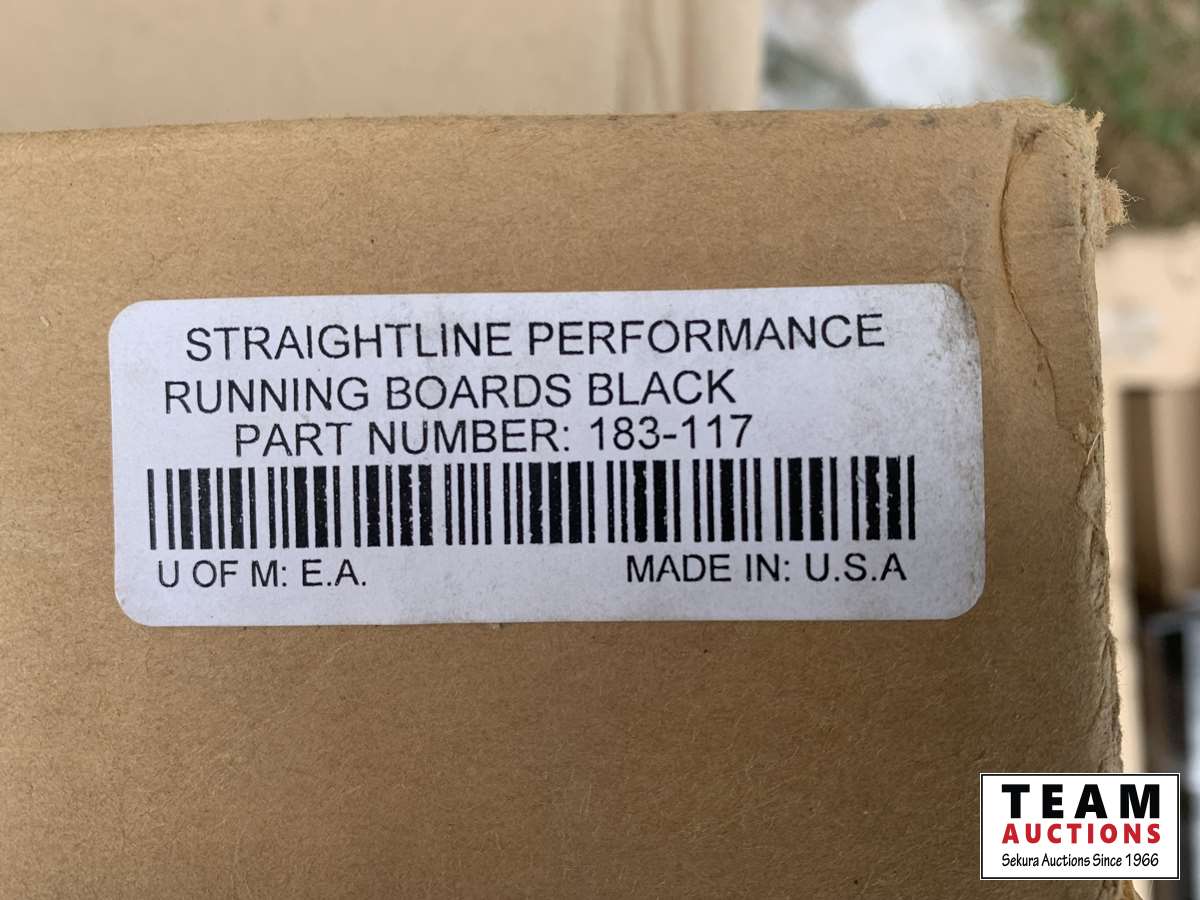 STRAIGHTLINE PERFORMANCE
RUNNING BOARDS BLACK
PART NUMBER: 183-117
U OF M: E.A. MADE IN: U.S.A
TEAM
AUCTIONS
Sekura Auctions Since 1966